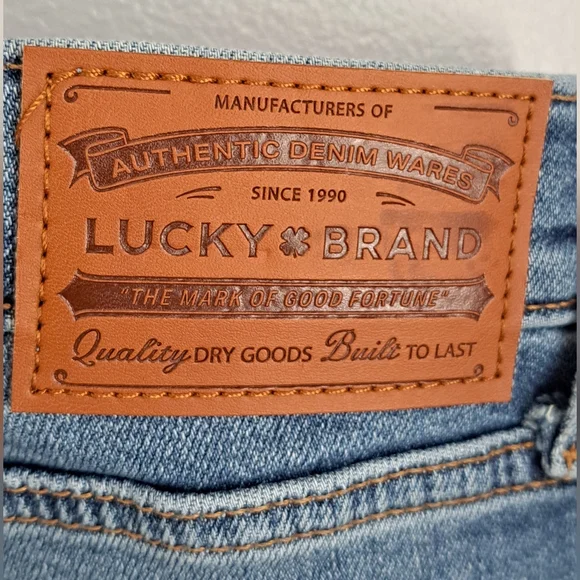 MANUFACTURERS OF
AUTHENTIC DENIM WARES
SINCE 1990
LUCKY BRAND
"THE MARK OF GOOD FORTUNE"
Quality DRY GOODS Built TO LAST